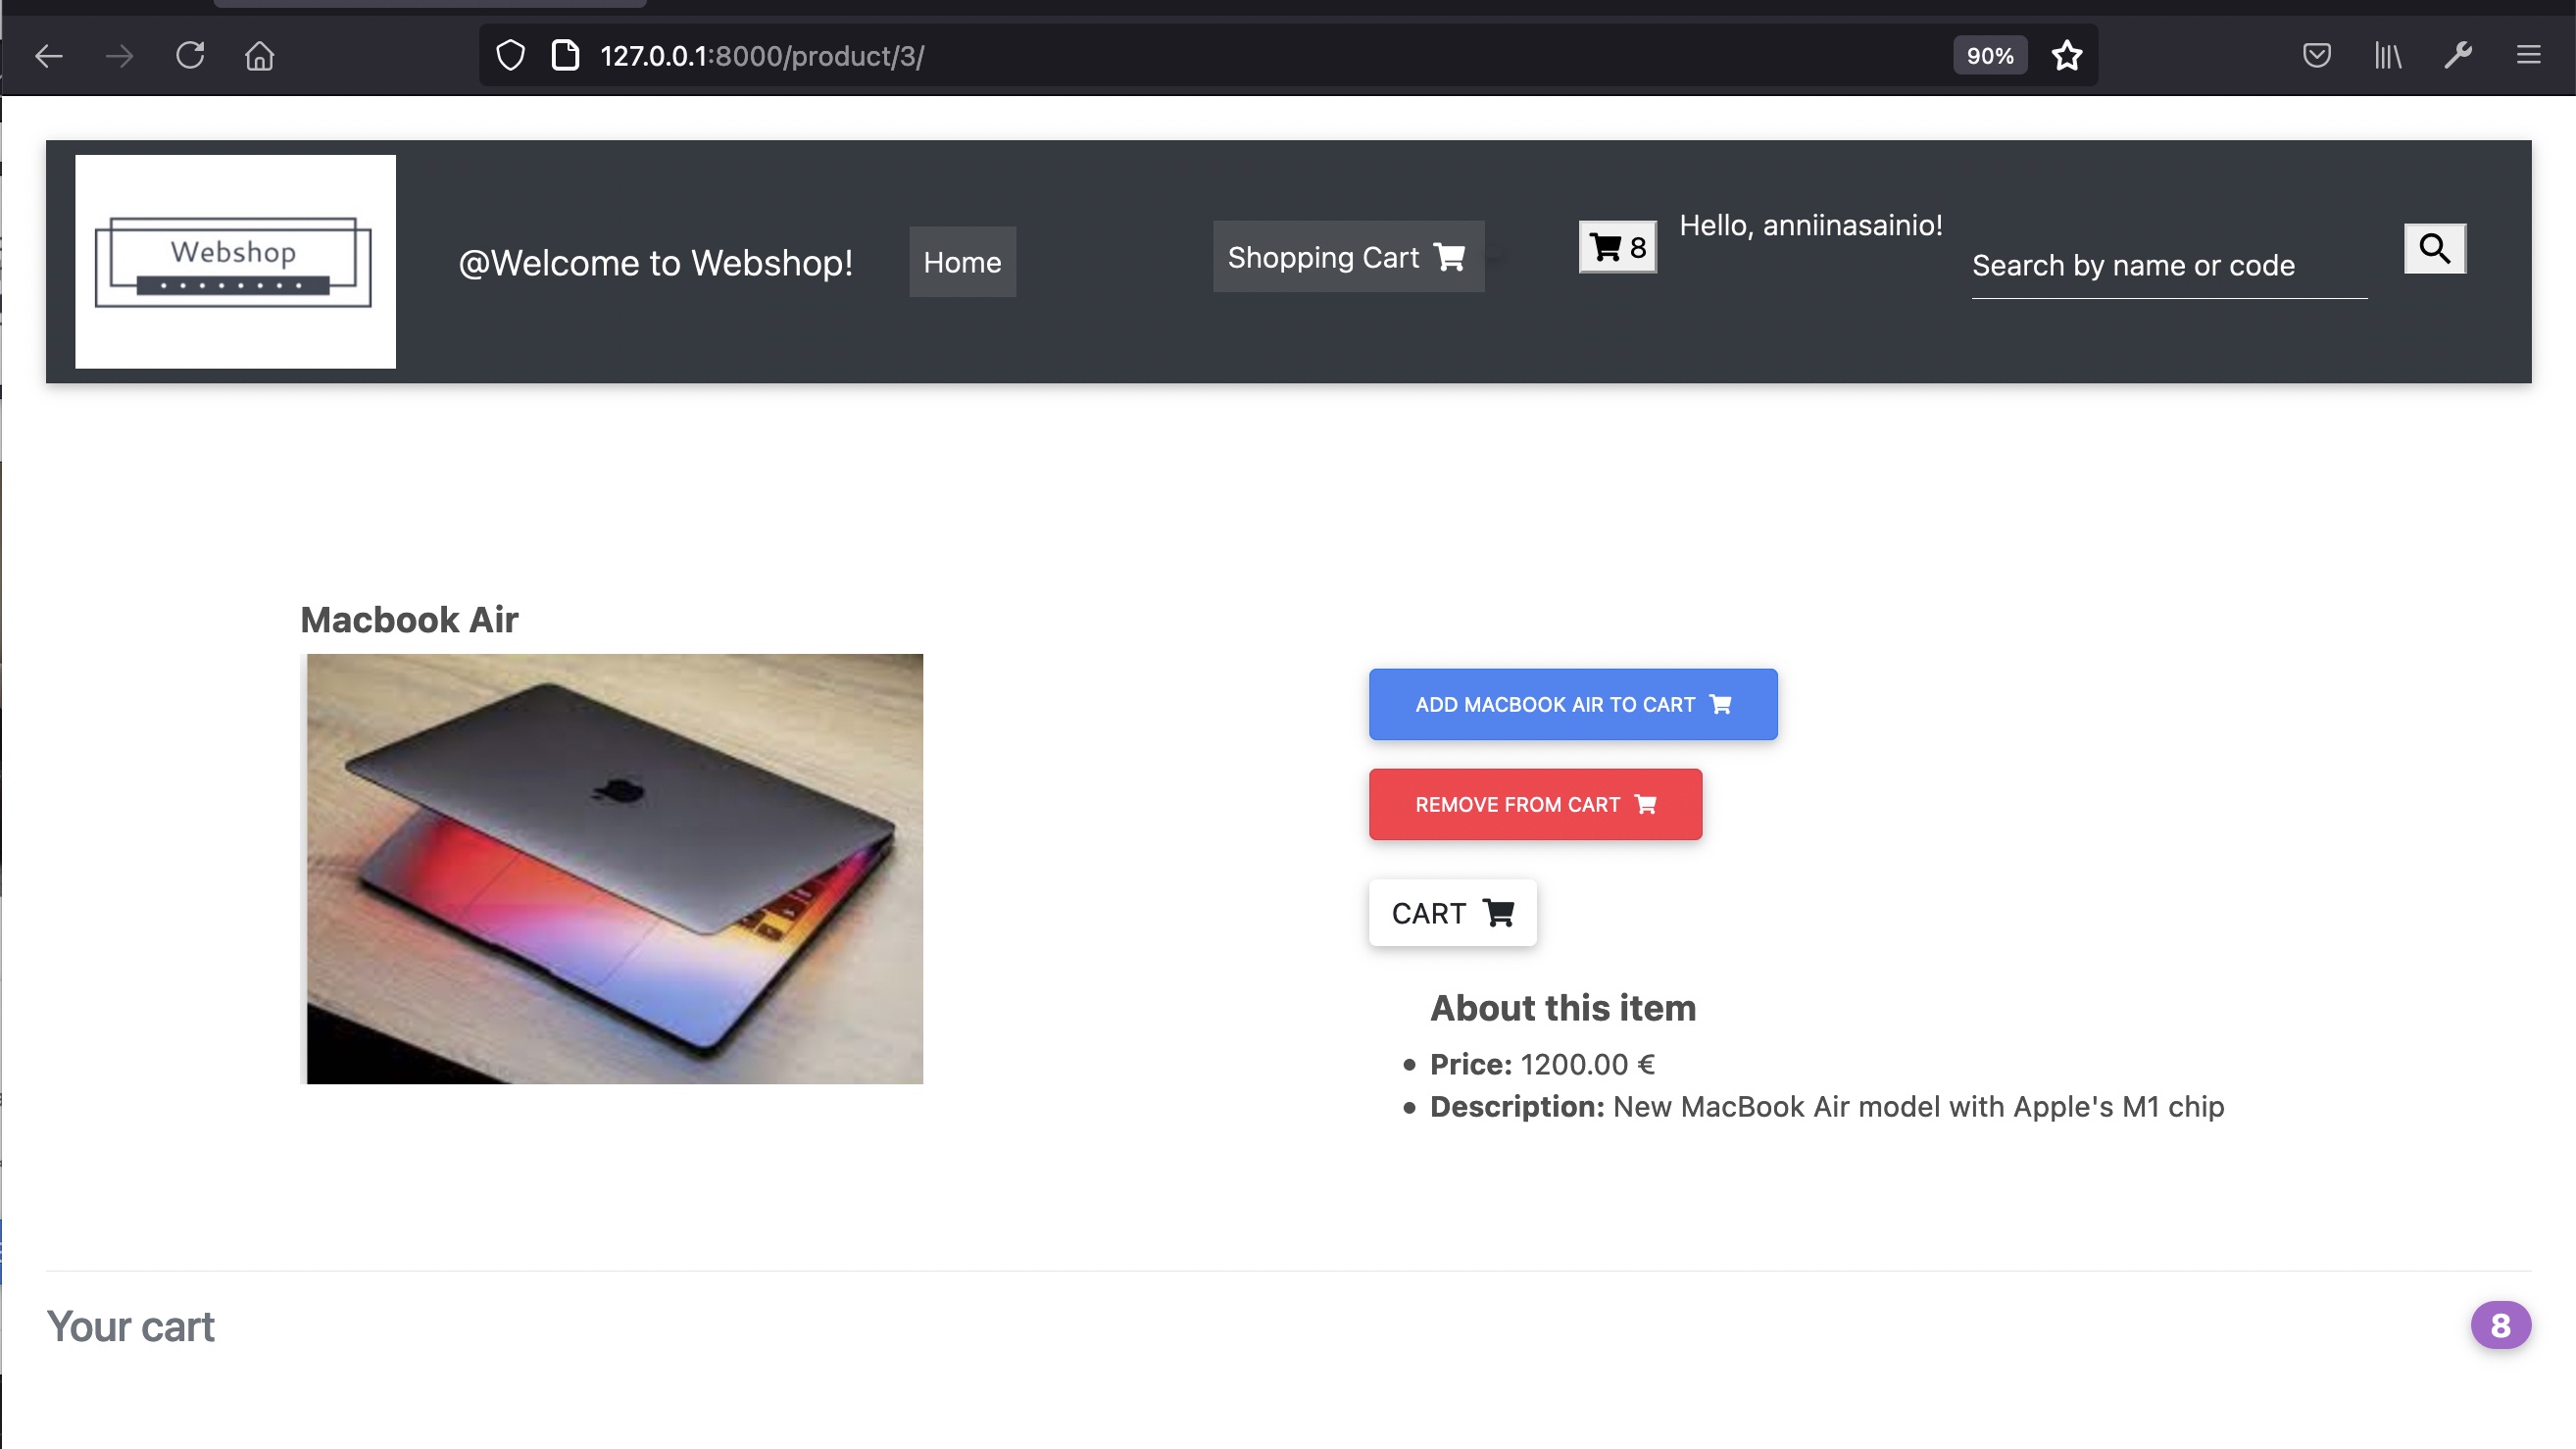 127.0.0.1:8000/product/3/
90%
Webshop
@Welcome to Webshop!
Home
Shopping Cart
8
Hello, anniinasainio!
Search by name or code
Macbook Air
ADD MACBOOK AIR TO CART
REMOVE FROM CART
CART
About this item
• Price: 1200.00 €
• Description: New MacBook Air model with Apple's M1 chip
Your cart
8